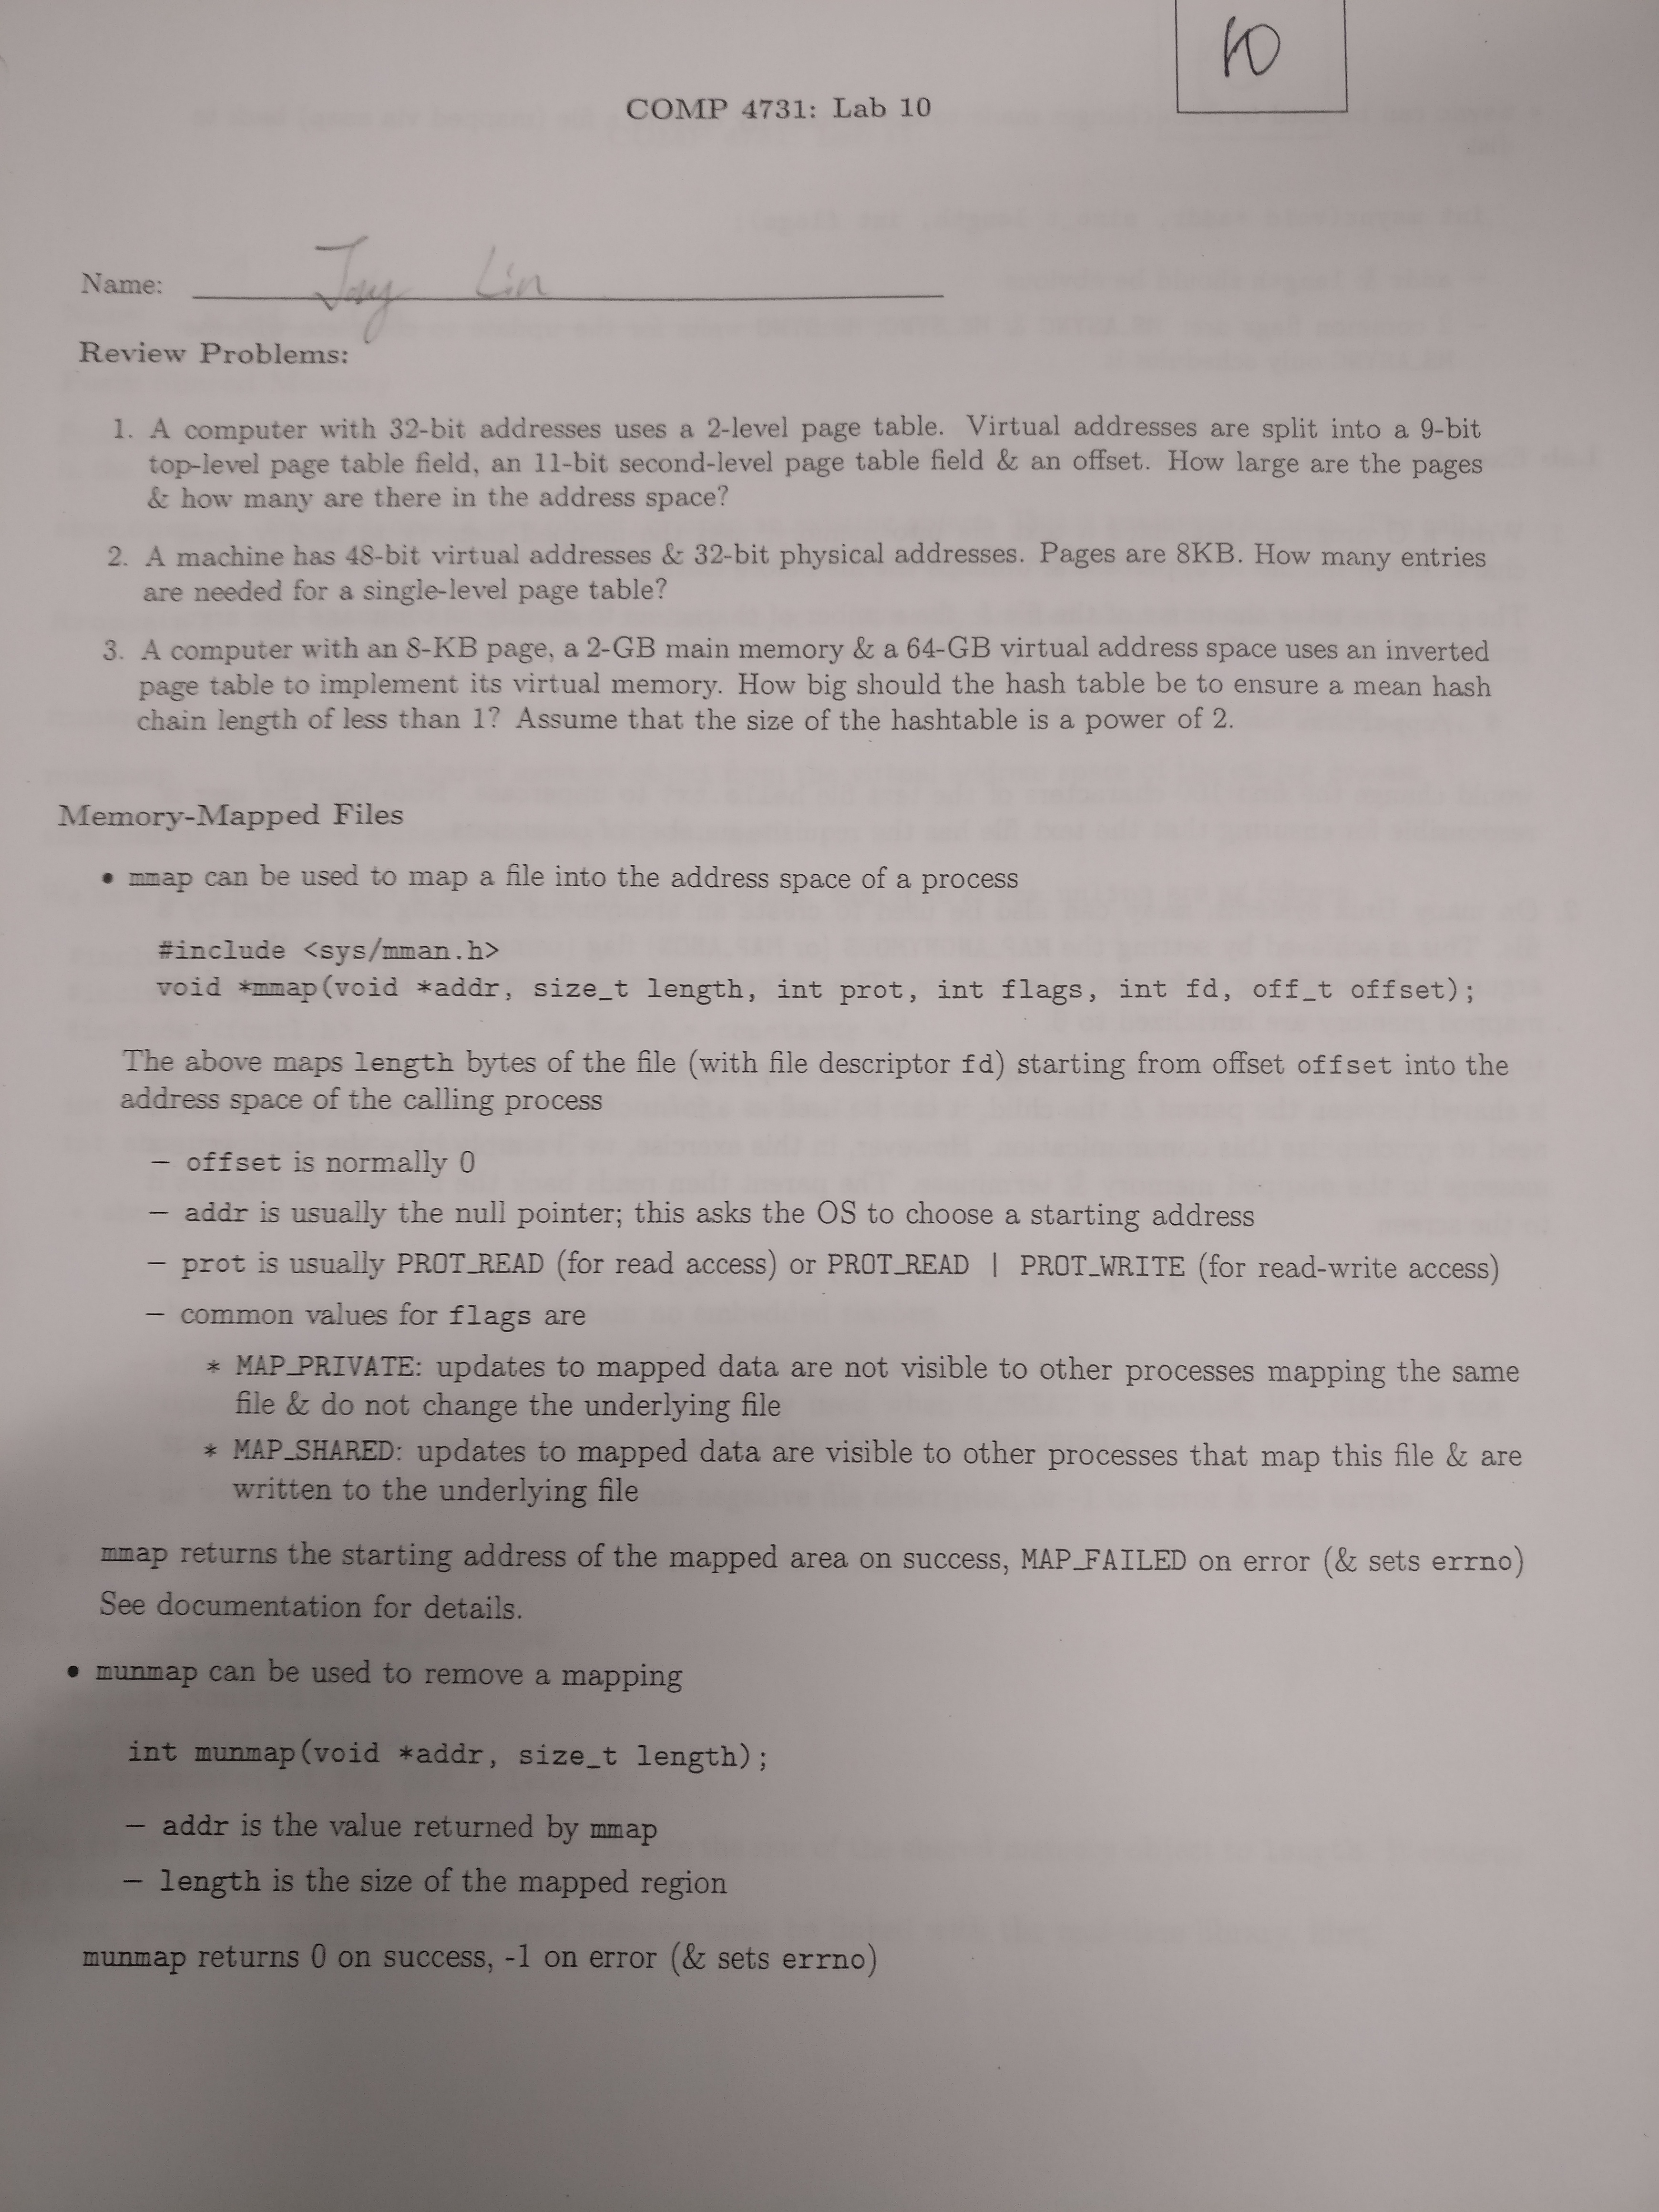 10
COMP 4731: Lab 10
Name: Jay Lin
Review Problems:
1. A computer with 32-bit addresses uses a 2-level page table. Virtual addresses are split into a 9-bit
top-level page table field, an 11-bit second-level page table field & an offset. How large are the pages
& how many are there in the address space?
2. A machine has 48-bit virtual addresses & 32-bit physical addresses. Pages are 8KB. How many entries
are needed for a single-level page table?
3. A computer with an 8-KB page, a 2-GB main memory & a 64-GB virtual address space uses an inverted
page table to implement its virtual memory. How big should the hash table be to ensure a mean hash
chain length of less than 1? Assume that the size of the hashtable is a power of 2.
Memory-Mapped Files
• mmap can be used to map a file into the address space of a process
#include <sys/mman.h>
void *mmap(void *addr, size_t length, int prot, int flags, int fd, off_t offset);
The above maps length bytes of the file (with file descriptor fd) starting from offset offset into the
address space of the calling process
– offset is normally 0
– addr is usually the null pointer; this asks the OS to choose a starting address
– prot is usually PROT_READ (for read access) or PROT_READ | PROT_WRITE (for read-write access)
– common values for flags are
* MAP_PRIVATE: updates to mapped data are not visible to other processes mapping the same
file & do not change the underlying file
* MAP_SHARED: updates to mapped data are visible to other processes that map this file & are
written to the underlying file
mmap returns the starting address of the mapped area on success, MAP_FAILED on error (& sets errno)
See documentation for details.
• munmap can be used to remove a mapping
int munmap(void *addr, size_t length);
– addr is the value returned by mmap
– length is the size of the mapped region
munmap returns 0 on success, -1 on error (& sets errno)